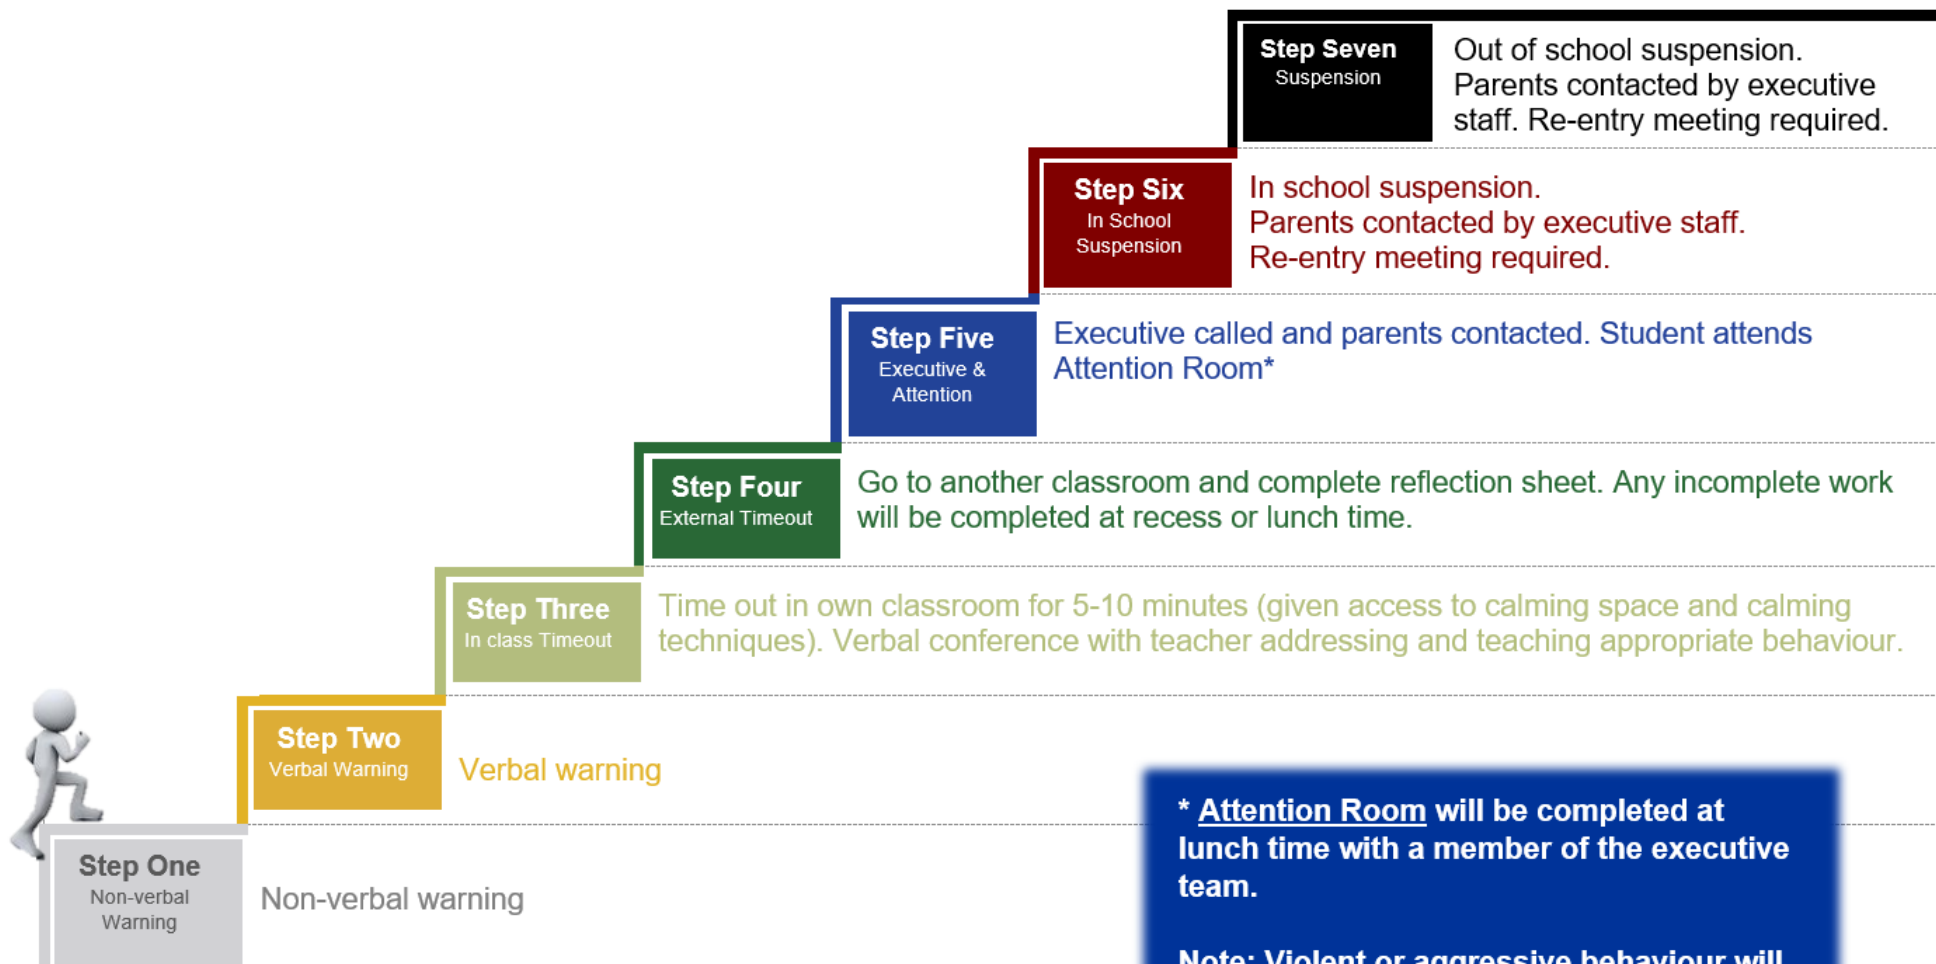 Step Seven
Suspension
Out of school suspension.
Parents contacted by executive
staff. Re-entry meeting required.
Step Six
In School
Suspension
In school suspension.
Parents contacted by executive staff.
Re-entry meeting required.
Step Five
Executive &
Attention
Executive called and parents contacted. Student attends
Attention Room*
Step Four
External Timeout
Go to another classroom and complete reflection sheet. Any incomplete work
will be completed at recess or lunch time.
Step Three
In class Timeout
Time out in own classroom for 5-10 minutes (given access to calming space and calming
techniques). Verbal conference with teacher addressing and teaching appropriate behaviour.
Step Two
Verbal Warning
Verbal warning
Step One
Non-verbal
Warning
Non-verbal warning
* Attention Room will be completed at
lunch time with a member of the executive
team.
Note: Violent or aggressive behaviour will